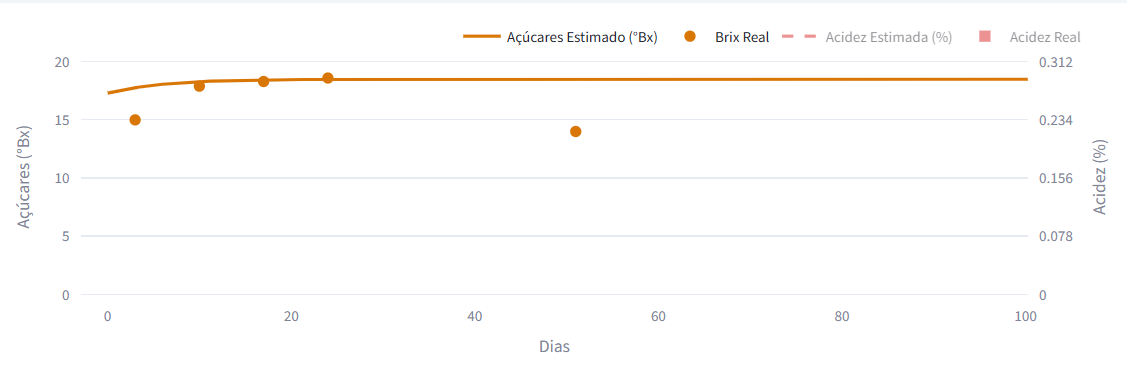 Açúcares Estimado (°Bx) Brix Real Acidez Estimada (%) Acidez Real
20 0.312
15 0.234
10 0.156
5 0.078
0 0
Açúcares (°Bx)
Acidez (%)
0 20 40 60 80 100
Dias